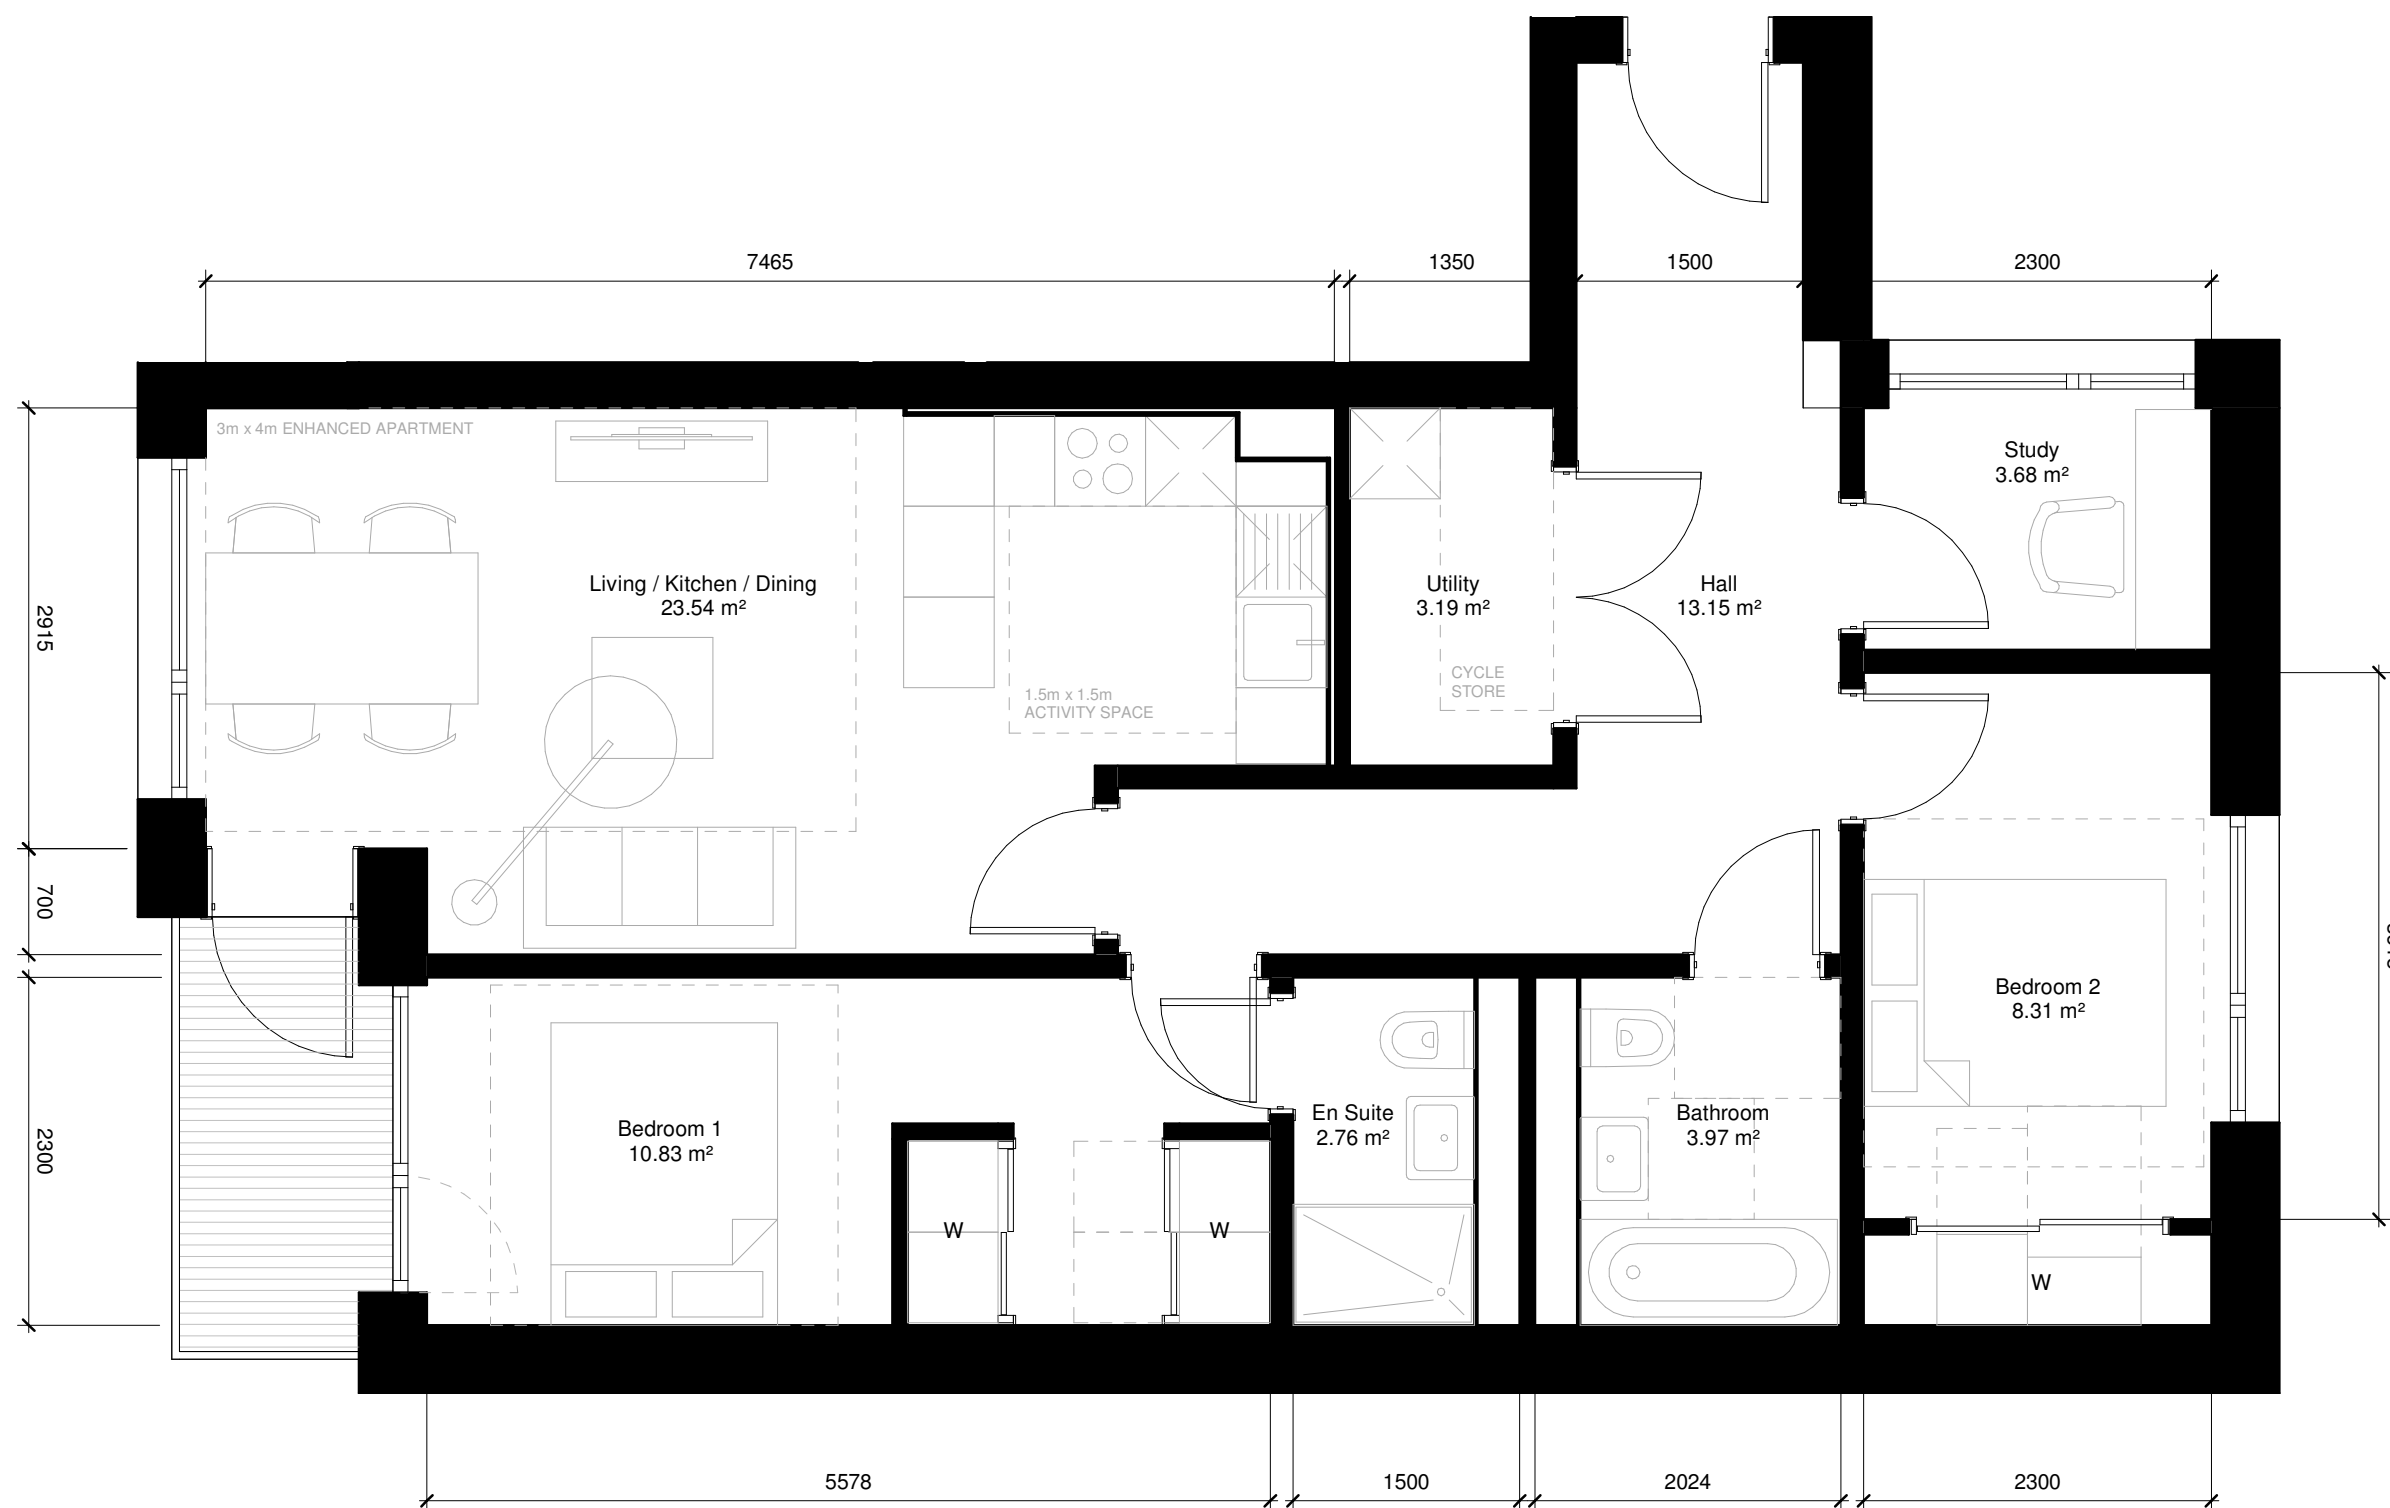 7465
1350
1500
2300
3m x 4m ENHANCED APARTMENT
Study
3.68 m²
Living / Kitchen / Dining
23.54 m²
Utility
3.19 m²
Hall
13.15 m²
2915
CYCLE
STORE
1.5m x 1.5m
ACTIVITY SPACE
700
Bedroom 2
8.31 m²
En Suite
2.76 m²
Bathroom
3.97 m²
Bedroom 1
10.83 m²
2300
W
W
W
5578
1500
2024
2300